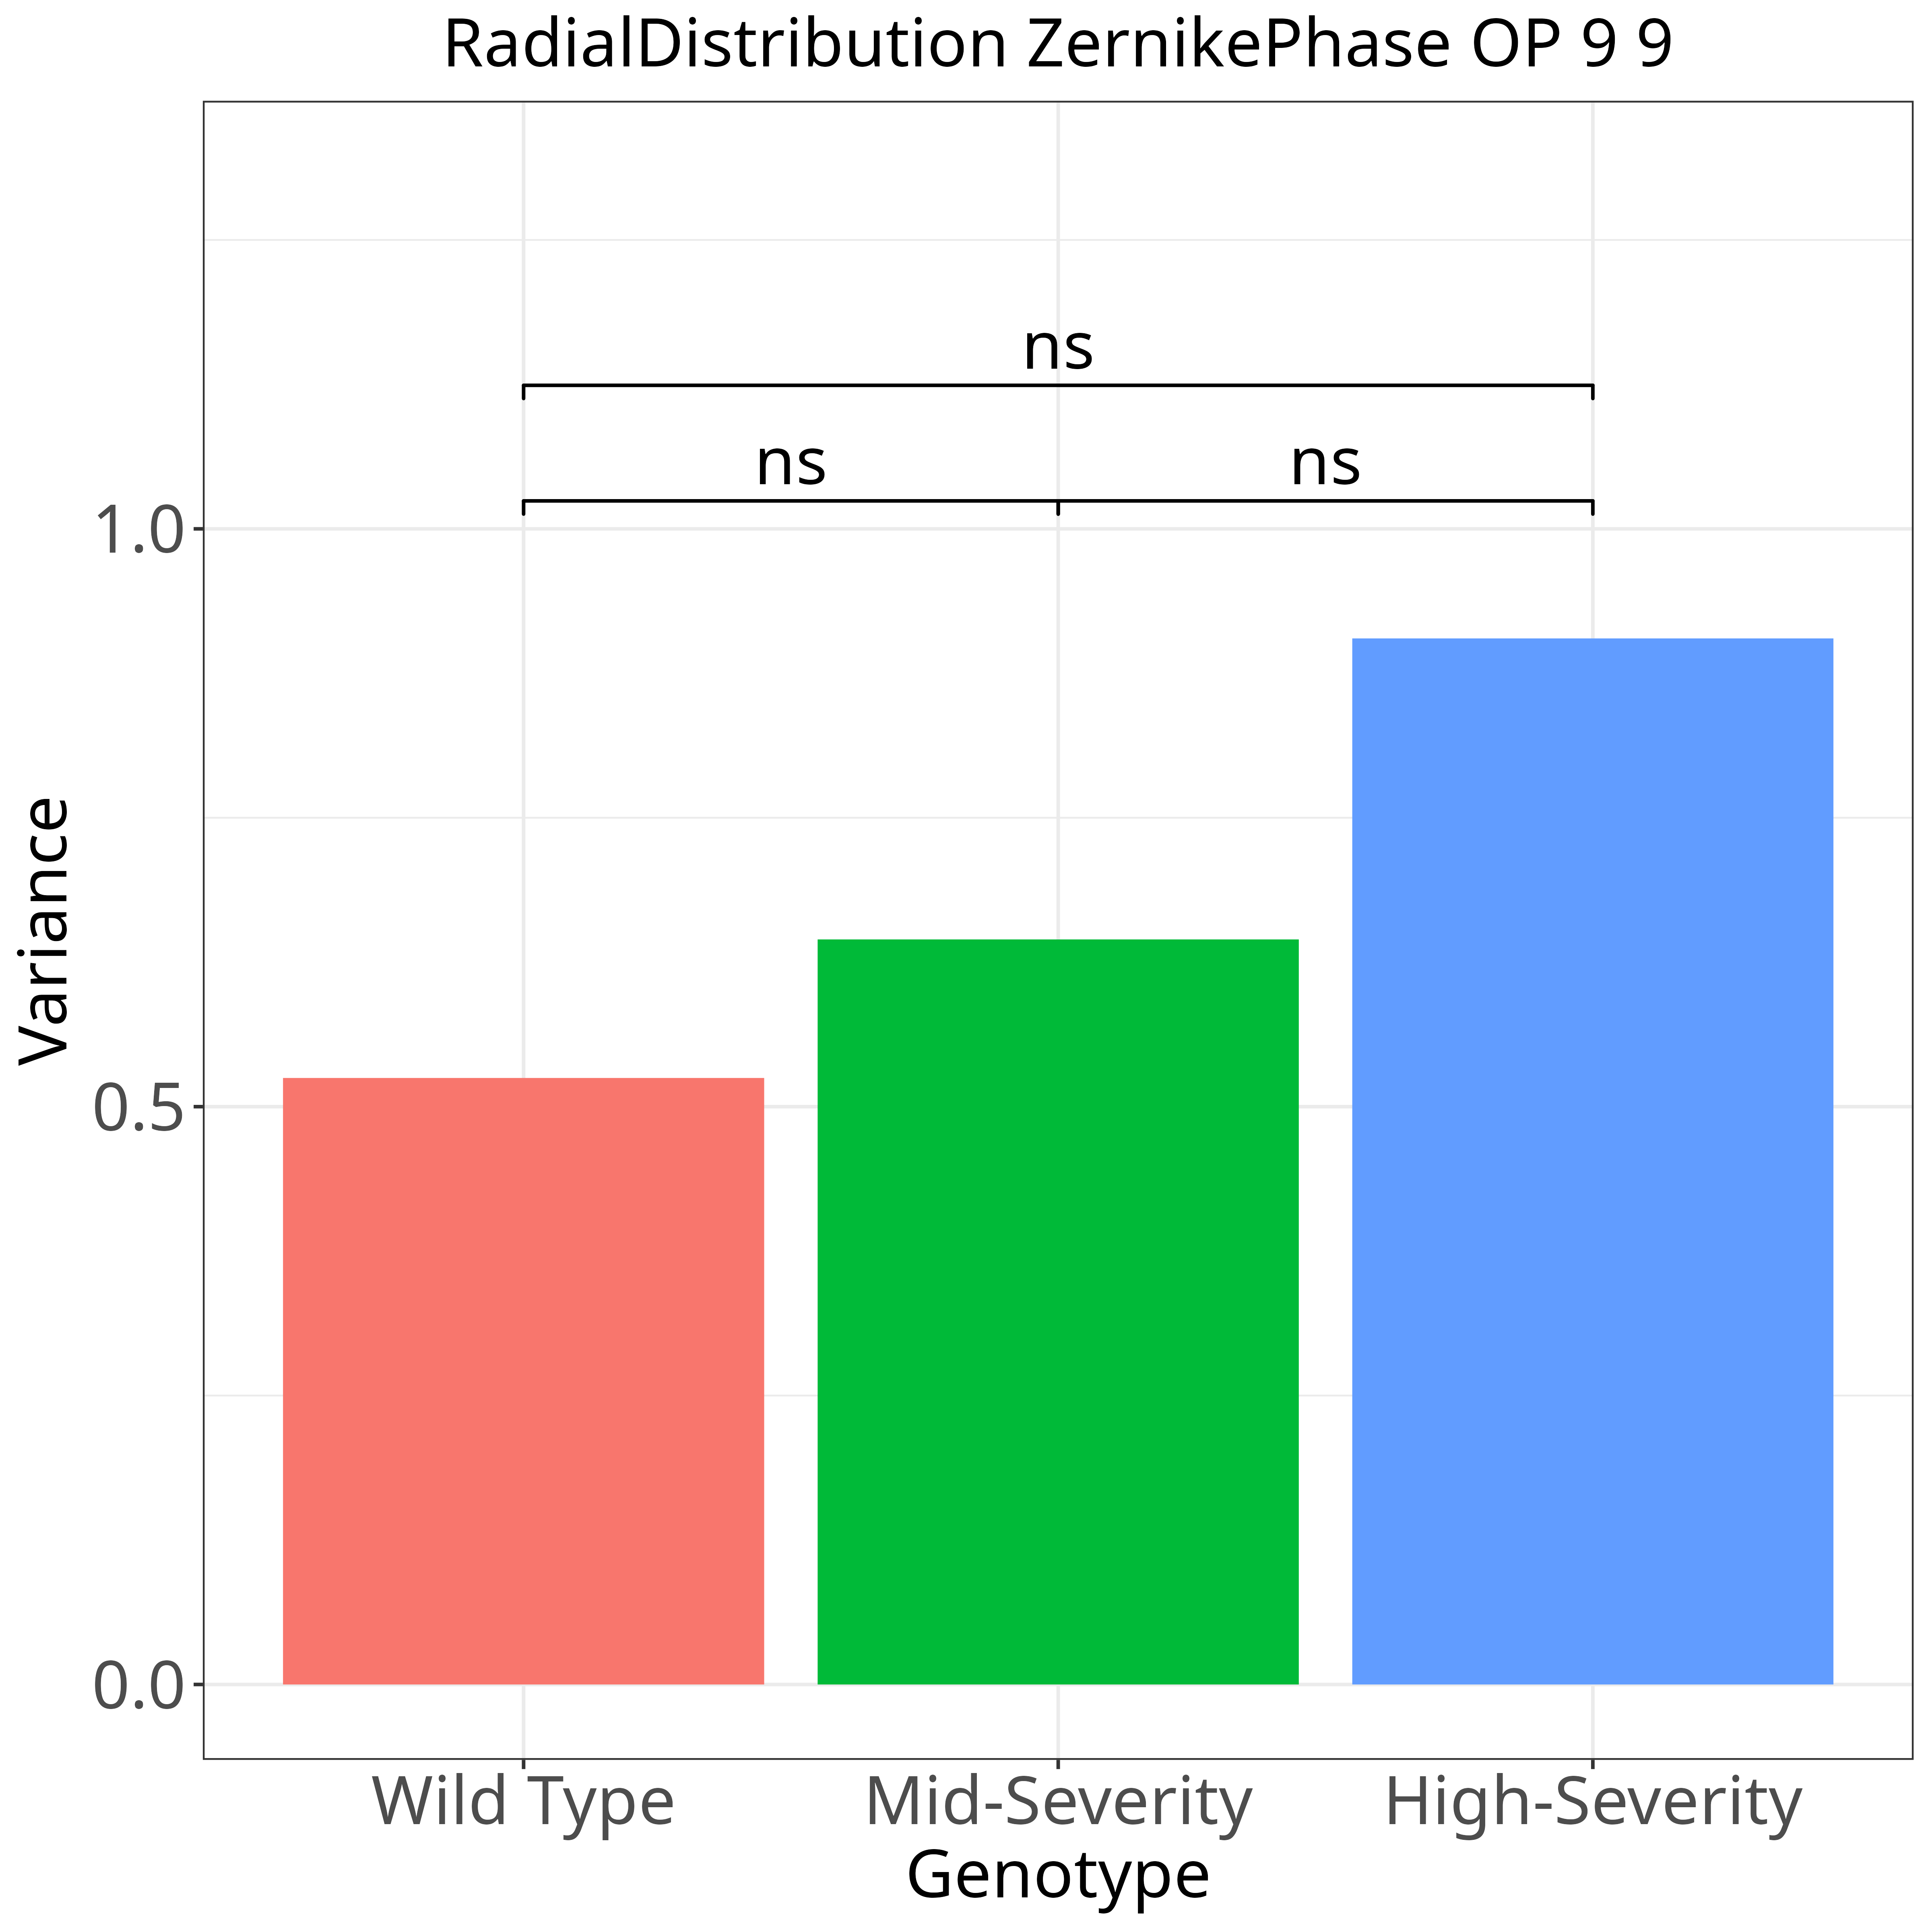 RadialDistribution ZernikePhase OP 9 9
ns
ns ns
1.0
0.5
0.0
Variance
Wild Type Mid-Severity High-Severity
Genotype